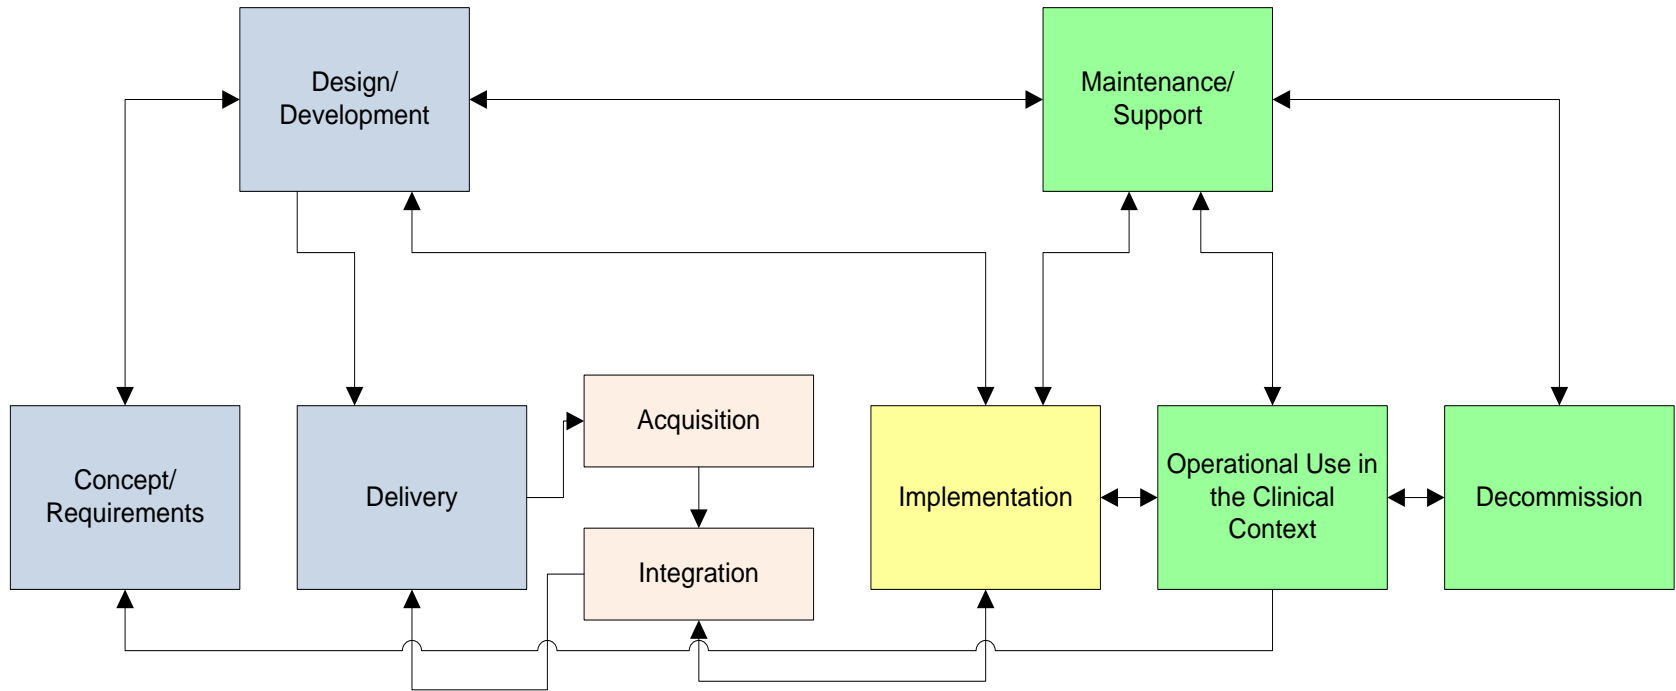 Design/
Development
Maintenance/
Support
Concept/
Requirements
Delivery
Acquisition
Integration
Implementation
Operational Use in
the Clinical
Context
Decommission